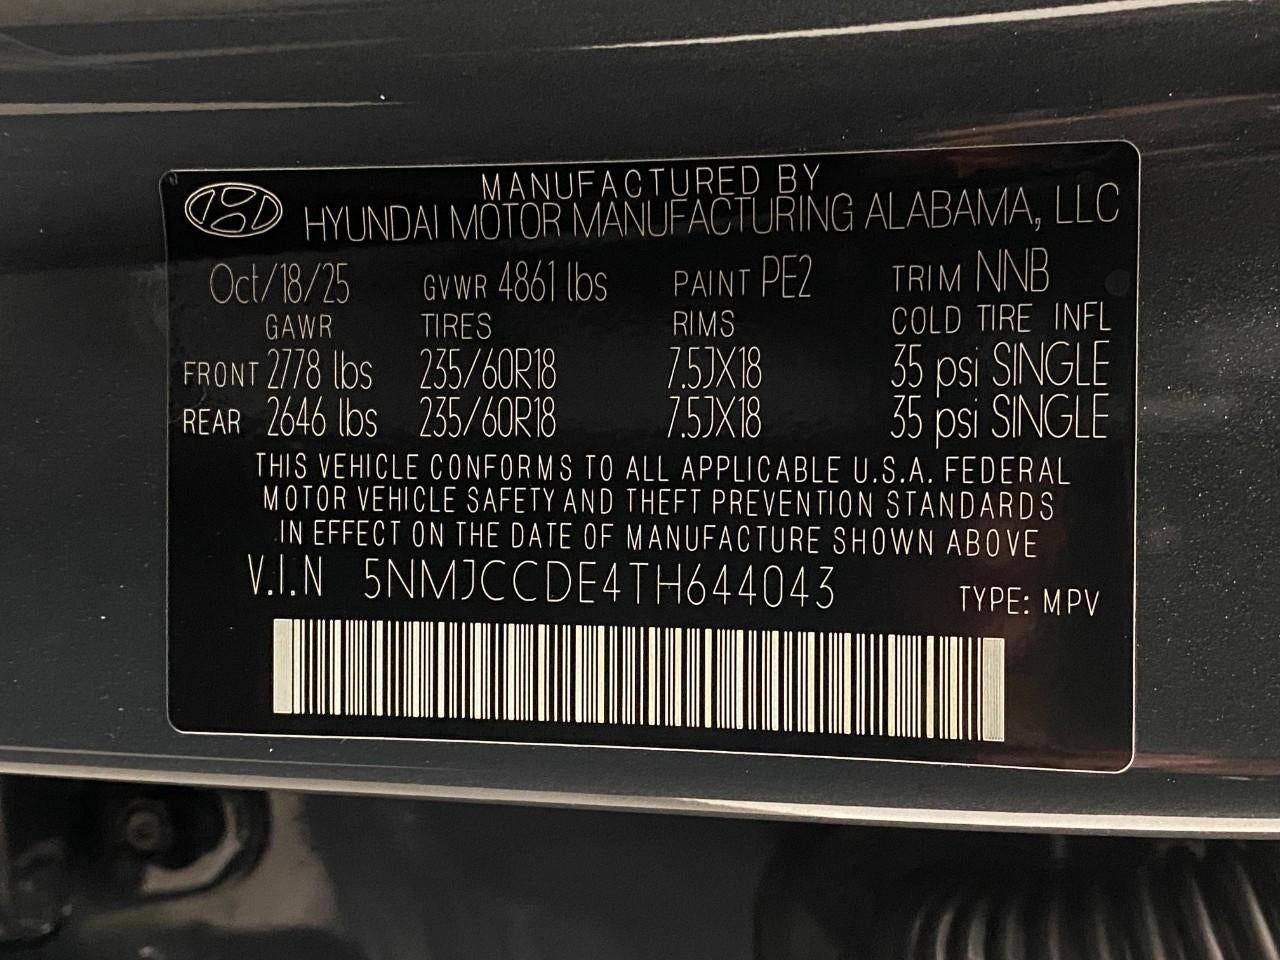 MANUFACTURED BY
HYUNDAI MOTOR MANUFACTURING ALABAMA, LLC
Oct/18/25 GVWR 4861 lbs PAINT PE2 TRIM NNB
GAWR TIRES RIMS COLD TIRE INFL
FRONT 2778 lbs 235/60R18 7.5JX18 35 psi SINGLE
REAR 2646 lbs 235/60R18 7.5JX18 35 psi SINGLE
THIS VEHICLE CONFORMS TO ALL APPLICABLE U.S.A. FEDERAL
MOTOR VEHICLE SAFETY AND THEFT PREVENTION STANDARDS
IN EFFECT ON THE DATE OF MANUFACTURE SHOWN ABOVE
V.I.N 5NMJCCDE4TH644043 TYPE: MPV